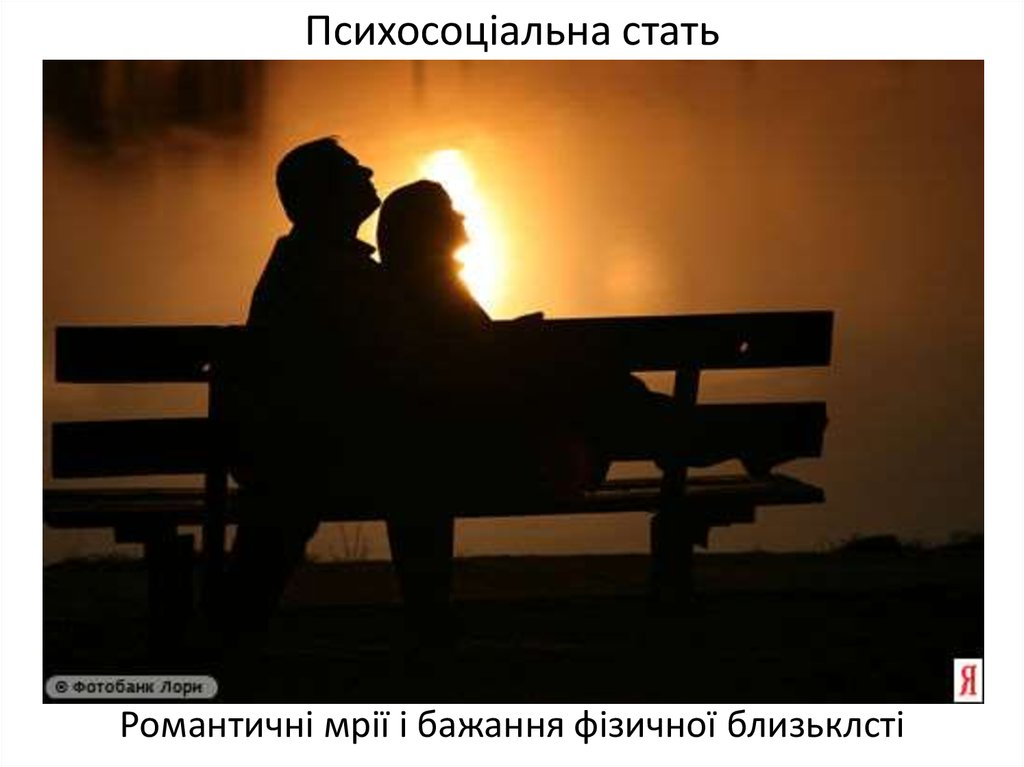 Психосоціальна стать
© Фотобанк Лори
Я
Романтичні мрії і бажання фізичної близьклсті